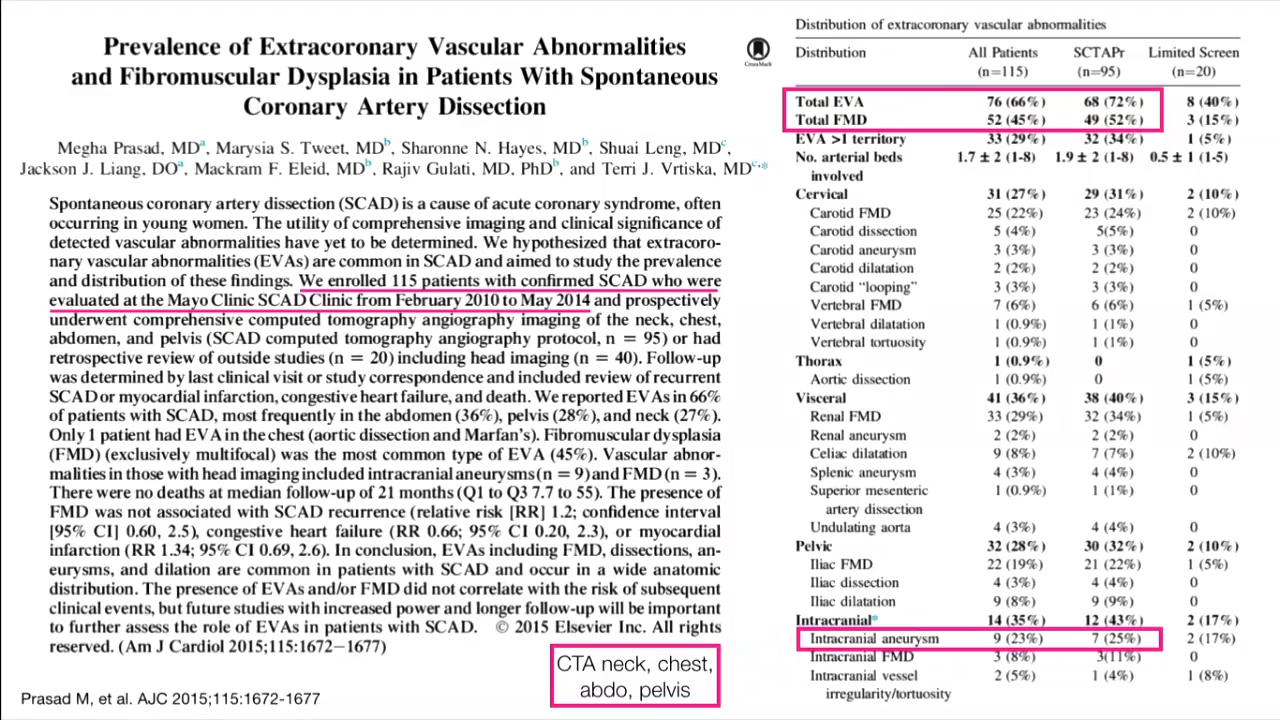 Prevalence of Extracoronary Vascular Abnormalities
and Fibromuscular Dysplasia in Patients With Spontaneous
Coronary Artery Dissection
CrossMark
Megha Prasad, MDa, Marysia S. Tweet, MDb, Sharonne N. Hayes, MDb, Shuai Leng, MDc,
Jackson J. Liang, DOa, Mackram F. Eleid, MDb, Rajiv Gulati, MD, PhDb, and Terri J. Vrtiska, MDc,*
Spontaneous coronary artery dissection (SCAD) is a cause of acute coronary syndrome, often
occurring in young women. The utility of comprehensive imaging and clinical significance of
detected vascular abnormalities have yet to be determined. We hypothesized that extracoro-
nary vascular abnormalities (EVAs) are common in SCAD and aimed to study the prevalence
and distribution of these findings. We enrolled 115 patients with confirmed SCAD who were
evaluated at the Mayo Clinic SCAD Clinic from February 2010 to May 2014 and prospectively
underwent comprehensive computed tomography angiography imaging of the neck, chest,
abdomen, and pelvis (SCAD computed tomography angiography protocol, n = 95) or had
retrospective review of outside studies (n = 20) including head imaging (n = 40). Follow-up
was determined by last clinical visit or study correspondence and included review of recurrent
SCAD or myocardial infarction, congestive heart failure, and death. We reported EVAs in 66%
of patients with SCAD, most frequently in the abdomen (36%), pelvis (28%), and neck (27%).
Only 1 patient had EVA in the chest (aortic dissection and Marfan's). Fibromuscular dysplasia
(FMD) (exclusively multifocal) was the most common type of EVA (45%). Vascular abnor-
malities in those with head imaging included intracranial aneurysms (n = 9) and FMD (n = 3).
There were no deaths at median follow-up of 21 months (Q1 to Q3 7.7 to 55). The presence of
FMD was not associated with SCAD recurrence (relative risk [RR] 1.2; confidence interval
[95% CI] 0.60, 2.5), congestive heart failure (RR 0.66; 95% CI 0.20, 2.3), or myocardial
infarction (RR 1.34; 95% CI 0.69, 2.6). In conclusion, EVAs including FMD, dissections, an-
eurysms, and dilation are common in patients with SCAD and occur in a wide anatomic
distribution. The presence of EVAs and/or FMD did not correlate with the risk of subsequent
clinical events, but future studies with increased power and longer follow-up will be important
to further assess the role of EVAs in patients with SCAD. © 2015 Elsevier Inc. All rights
reserved. (Am J Cardiol 2015;115:1672–1677)
CTA neck, chest,
abdo, pelvis
Prasad M, et al. AJC 2015;115:1672-1677
Distribution of extracoronary vascular abnormalities
Distribution All Patients SCTAPr Limited Screen
(n=115) (n=95) (n=20)
Total EVA 76 (66%) 68 (72%) 8 (40%)
Total FMD 52 (45%) 49 (52%) 3 (15%)
EVA >1 territory 33 (29%) 32 (34%) 1 (5%)
No. arterial beds 1.7 ± 2 (1-8) 1.9 ± 2 (1-8) 0.5 ± 1 (1-5)
involved
Cervical 31 (27%) 29 (31%) 2 (10%)
Carotid FMD 25 (22%) 23 (24%) 2 (10%)
Carotid dissection 5 (4%) 5(5%) 0
Carotid aneurysm 3 (3%) 3 (3%) 0
Carotid dilatation 2 (2%) 2 (2%) 0
Carotid “looping” 3 (3%) 3 (3%) 0
Vertebral FMD 7 (6%) 6 (6%) 1 (5%)
Vertebral dilatation 1 (0.9%) 1 (1%) 0
Vertebral tortuosity 1 (0.9%) 1 (1%) 0
Thorax 1 (0.9%) 0 1 (5%)
Aortic dissection 1 (0.9%) 0 1 (5%)
Visceral 41 (36%) 38 (40%) 3 (15%)
Renal FMD 33 (29%) 32 (34%) 1 (5%)
Renal aneurysm 2 (2%) 2 (2%) 0
Celiac dilatation 9 (8%) 7 (7%) 2 (10%)
Splenic aneurysm 4 (3%) 4 (4%) 0
Superior mesenteric 1 (0.9%) 1 (1%) 0
artery dissection
Undulating aorta 4 (3%) 4 (4%) 0
Pelvic 32 (28%) 30 (32%) 2 (10%)
Iliac FMD 22 (19%) 21 (22%) 1 (5%)
Iliac dissection 4 (3%) 4 (4%) 0
Iliac dilatation 9 (8%) 9 (9%) 0
Intracranial* 14 (35%) 12 (43%) 2 (17%)
Intracranial aneurysm 9 (23%) 7 (25%) 2 (17%)
Intracranial FMD 3 (8%) 3(11%) 0
Intracranial vessel 2 (5%) 1 (4%) 1 (8%)
irregularity/tortuosity